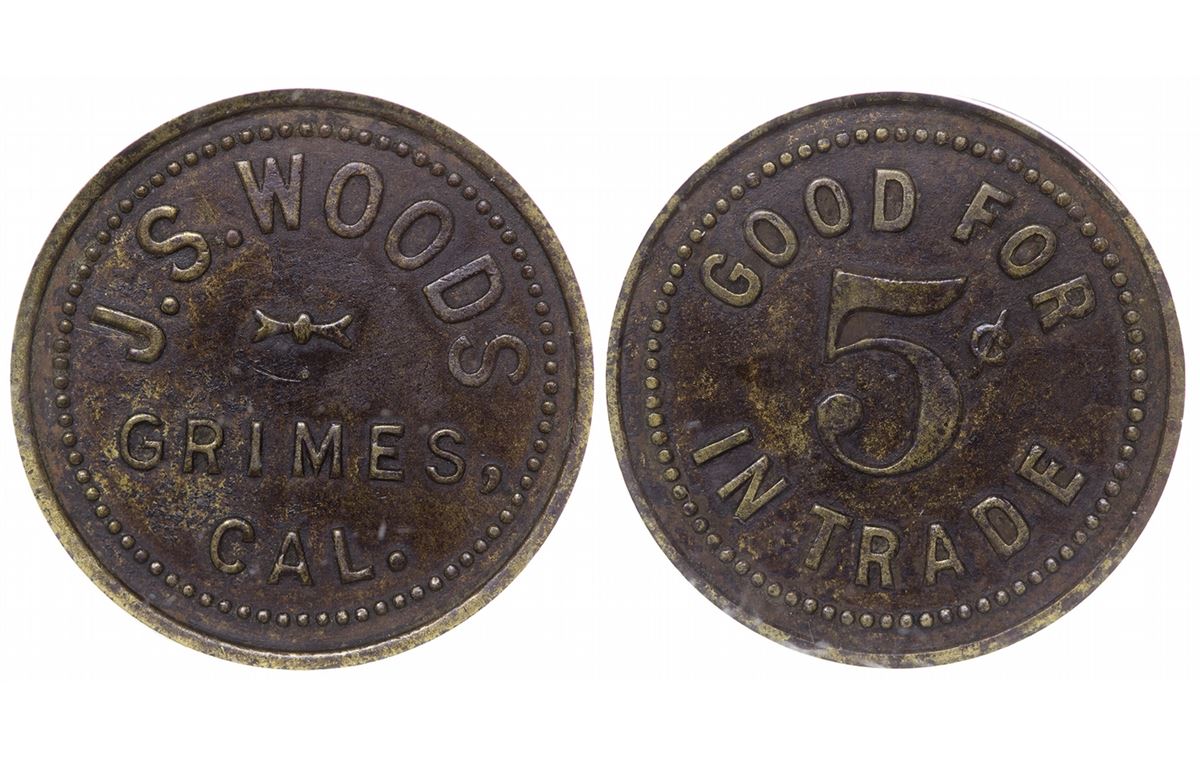 J.S. WOODS
GRIMES,
CAL.
GOOD FOR
5¢
IN TRADE